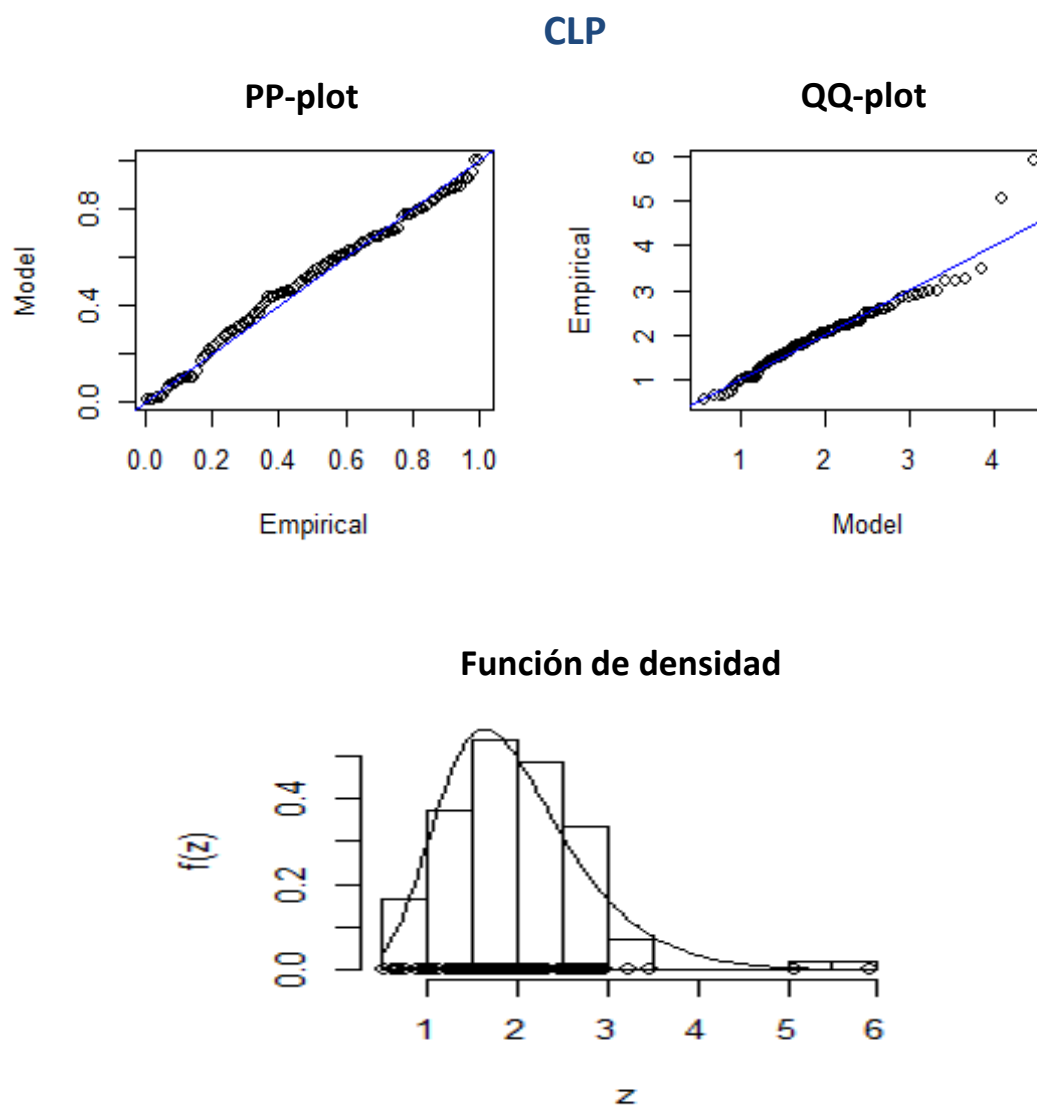 CLP
PP-plot
QQ-plot
Model
0.0 0.4 0.8
0.0 0.2 0.4 0.6 0.8 1.0
Empirical
Empirical
1 2 3 4 5 6
1 2 3 4
Model
Función de densidad
f(z)
0.0 0.2 0.4
1 2 3 4 5 6
z